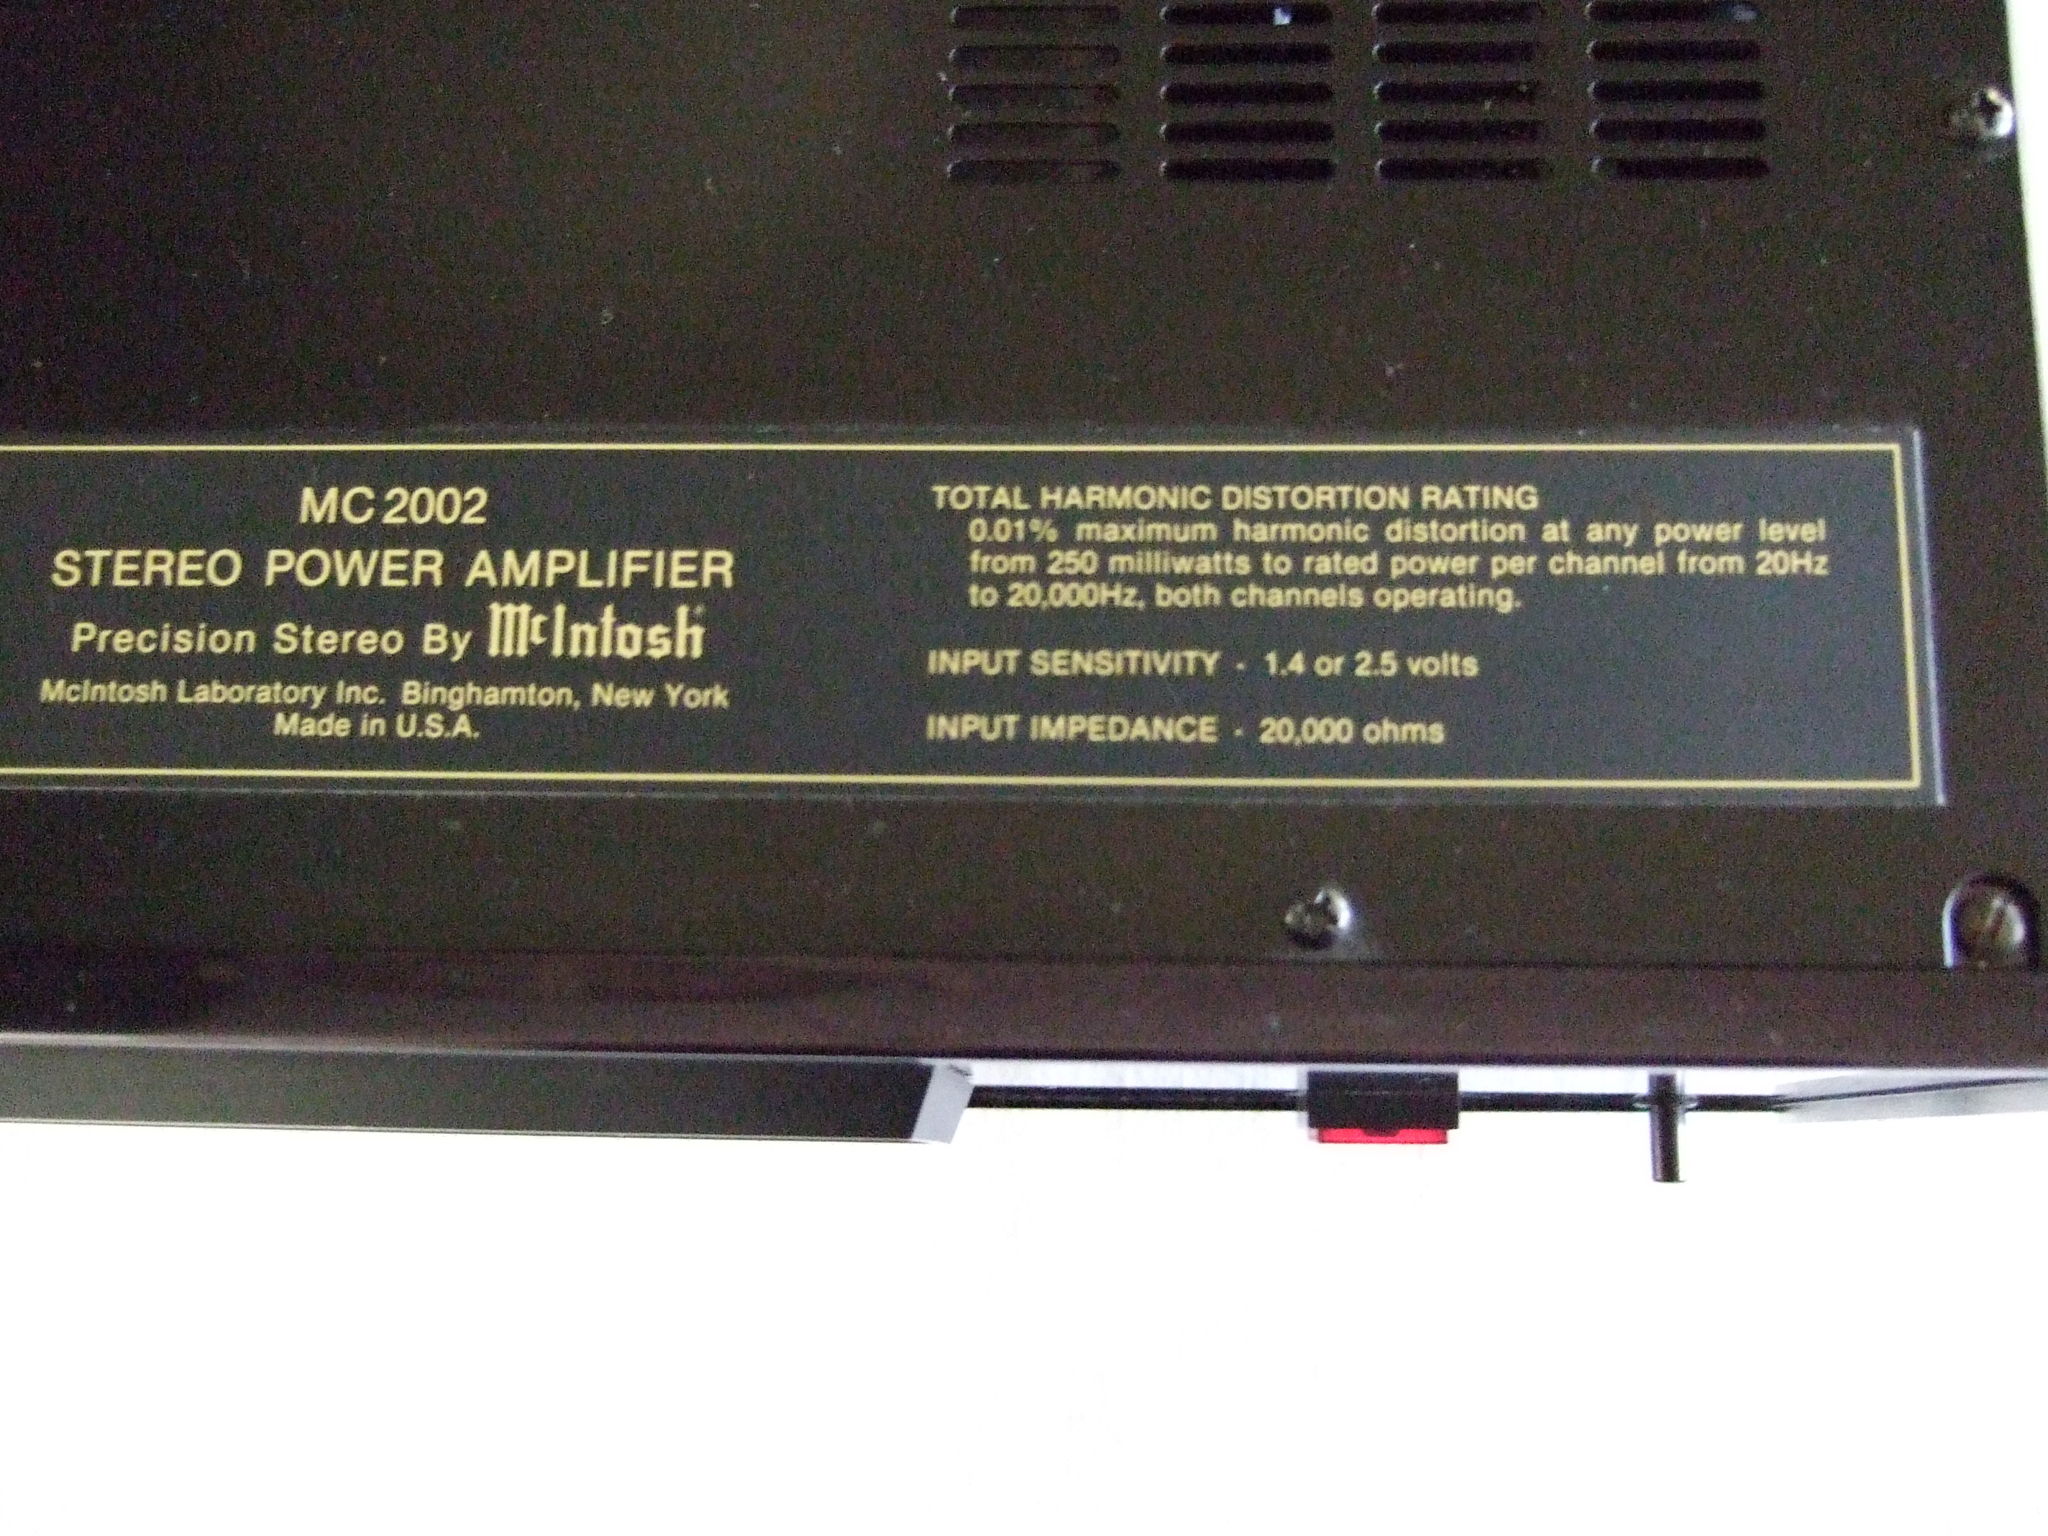 MC 2002
STEREO POWER AMPLIFIER
Precision Stereo By McIntosh®
McIntosh Laboratory Inc. Binghamton, New York
Made in U.S.A.
TOTAL HARMONIC DISTORTION RATING
0.01% maximum harmonic distortion at any power level
from 250 milliwatts to rated power per channel from 20Hz
to 20,000Hz, both channels operating.
INPUT SENSITIVITY - 1.4 or 2.5 volts
INPUT IMPEDANCE - 20,000 ohms